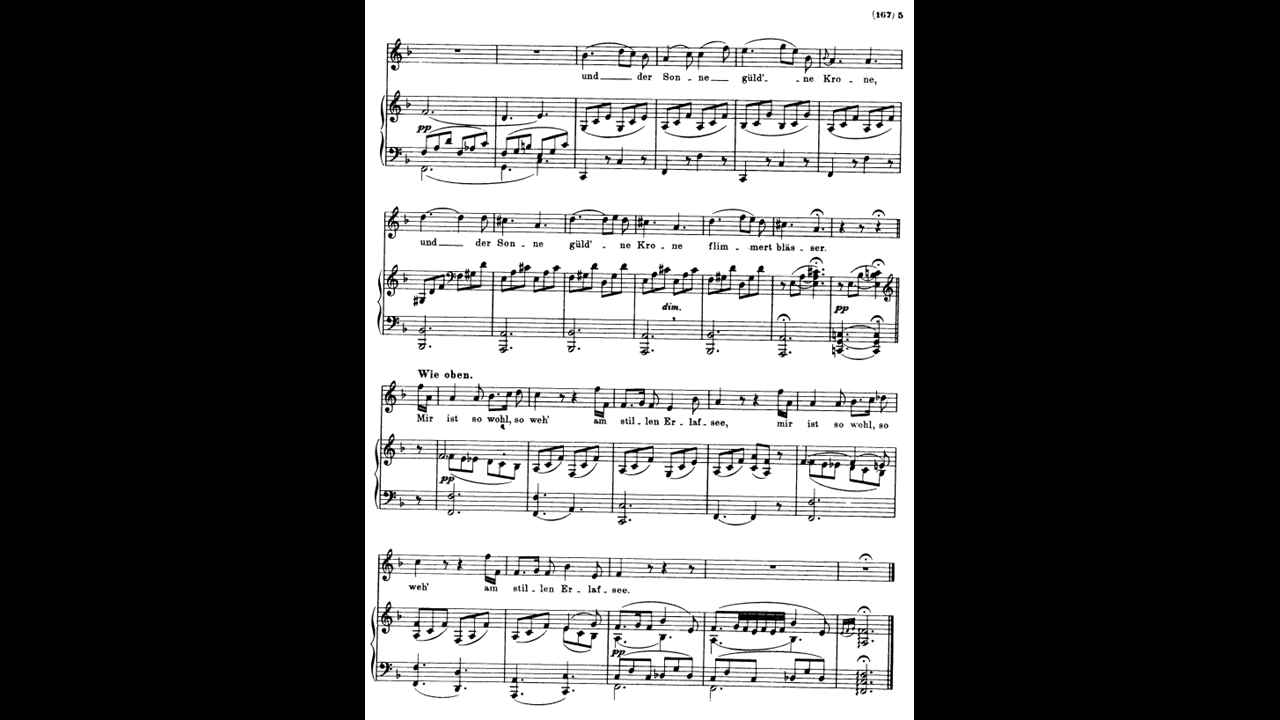 (167) 5
und der Son - ne güld' - ne Kro - ne,
pp
und der Son - ne güld' - ne Kro - ne flim - mert bläs - ser.
dim.
pp
Wie oben.
Mir ist so wohl, so weh' am stil - len Er - laf - see, mir ist so wohl, so
pp
weh' am stil - len Er - laf - see.
pp